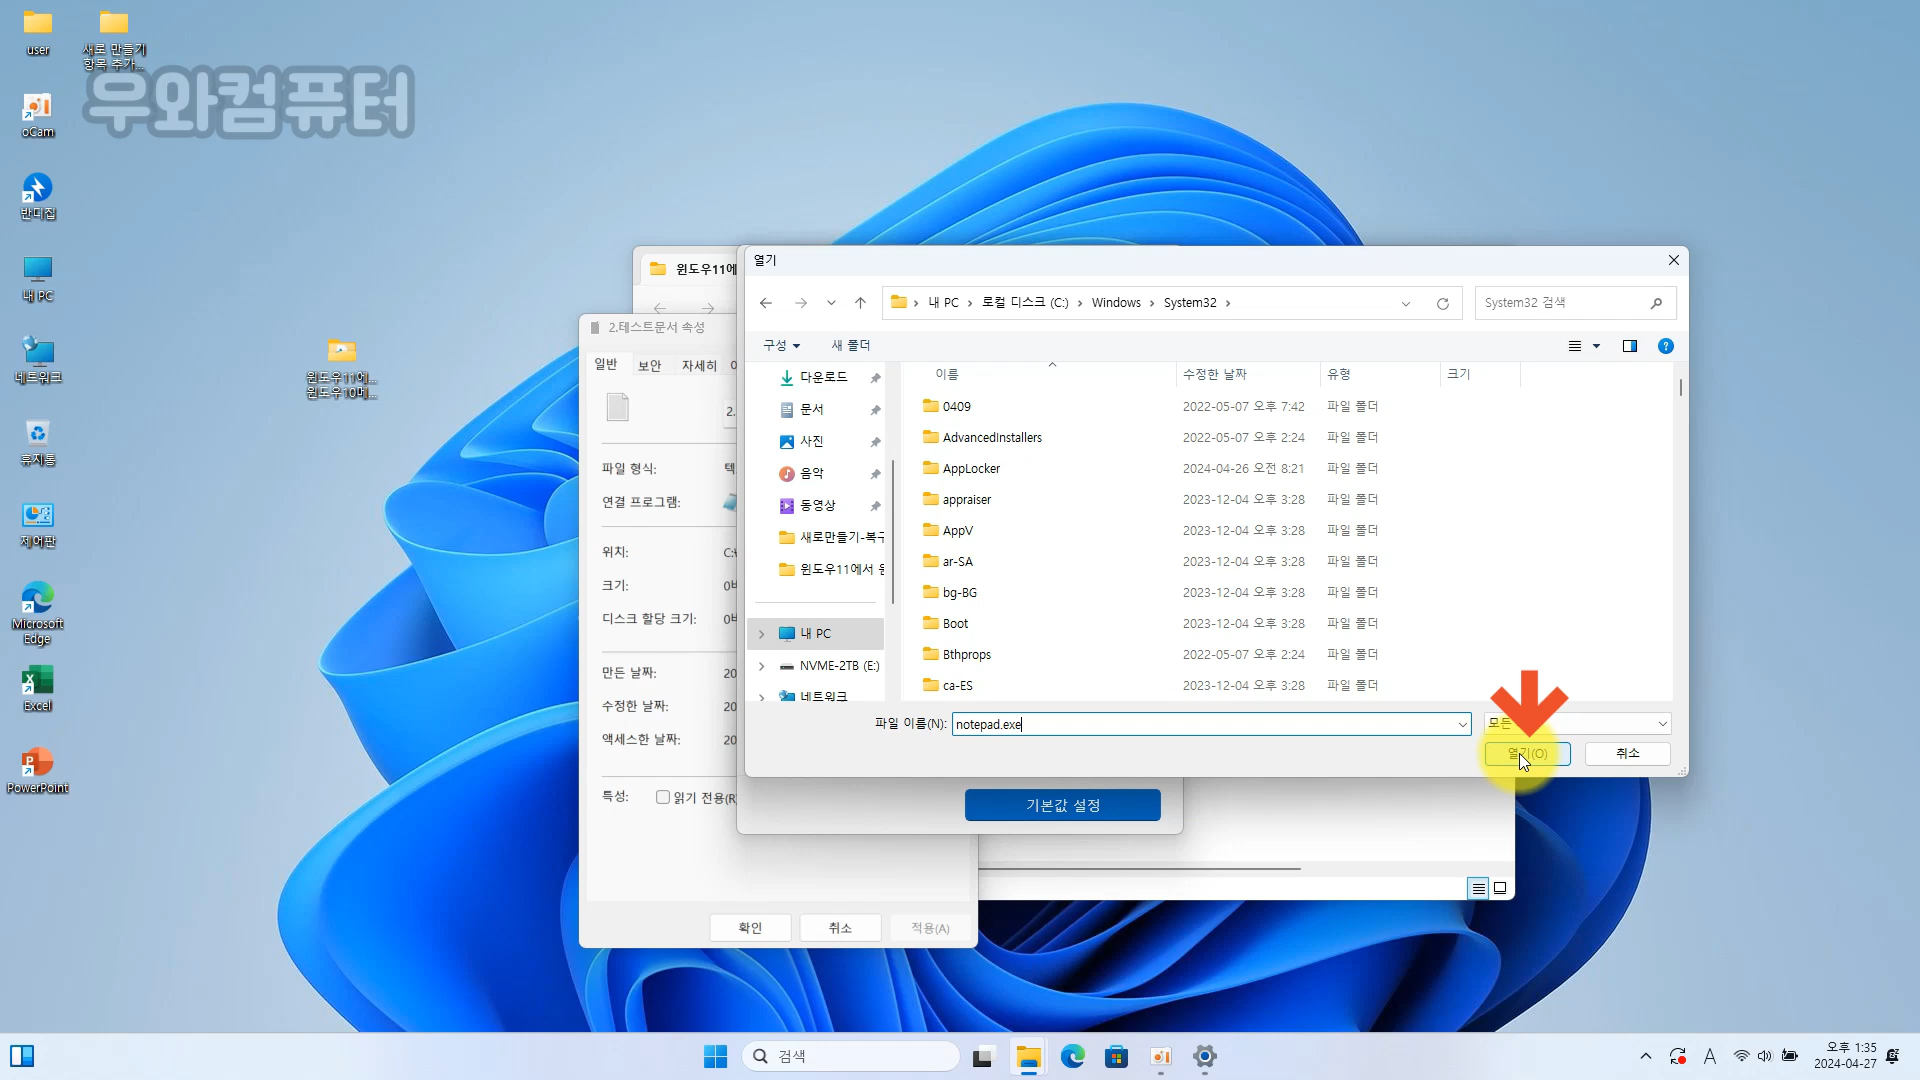 user
새로 만들기
항목 추가...
우와컴퓨터
oCam
반디집
내 PC
네트워크
휴지통
제어판
Microsoft
Edge
Excel
PowerPoint
윈도우11에...
윈도우10메...
윈도우11에
2.테스트문서 속성
일반
보안
자세히
2.
파일 형식:
연결 프로그램:
위치:
C:\
크기:
디스크 할당 크기:
만든 날짜:
20
수정한 날짜:
20
액세스한 날짜:
20
특성:
읽기 전용(R
확인
취소
적용(A)
기본값 설정
열기
내 PC
로컬 디스크 (C:)
Windows
System32
System32 검색
구성
새 폴더
다운로드
문서
사진
음악
동영상
새로만들기-복구
윈도우11에서 윈
내 PC
NVME-2TB (E:)
네트워크
이름 수정한 날짜 유형 크기
0409 2022-05-07 오후 7:42 파일 폴더
AdvancedInstallers 2022-05-07 오후 2:24 파일 폴더
AppLocker 2024-04-26 오전 8:21 파일 폴더
appraiser 2023-12-04 오후 3:28 파일 폴더
AppV 2023-12-04 오후 3:28 파일 폴더
ar-SA 2023-12-04 오후 3:28 파일 폴더
bg-BG 2023-12-04 오후 3:28 파일 폴더
Boot 2023-12-04 오후 3:28 파일 폴더
Bthprops 2022-05-07 오후 2:24 파일 폴더
ca-ES 2023-12-04 오후 3:28 파일 폴더
파일 이름(N): notepad.exe
모든
열기(O)
취소
검색
A
오후 1:35
2024-04-27